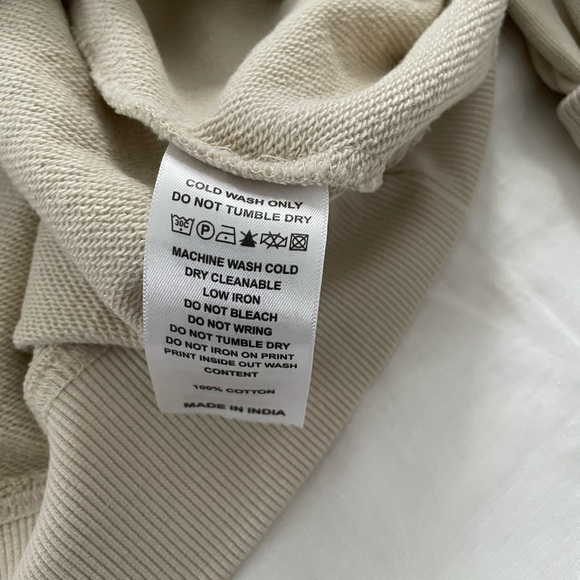 COLD WASH ONLY
DO NOT TUMBLE DRY
30C P
MACHINE WASH COLD
DRY CLEANABLE
LOW IRON
DO NOT BLEACH
DO NOT WRING
DO NOT TUMBLE DRY
DO NOT IRON ON PRINT
PRINT INSIDE OUT WASH
CONTENT
100% COTTON
MADE IN INDIA